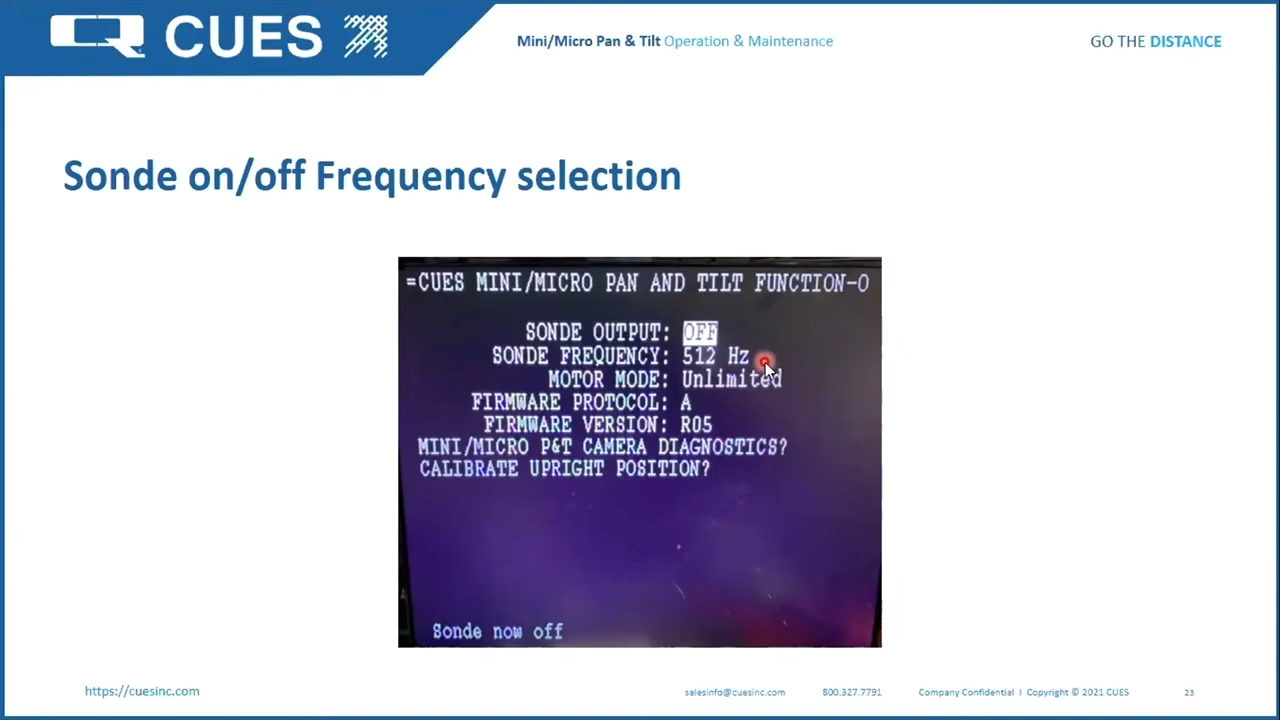 CUES
Mini/Micro Pan & Tilt Operation & Maintenance
GO THE DISTANCE
Sonde on/off Frequency selection
=CUES MINI/MICRO PAN AND TILT FUNCTION-O
SONDE OUTPUT: OFF
SONDE FREQUENCY: 512 Hz
MOTOR MODE: Unlimited
FIRMWARE PROTOCOL: A
FIRMWARE VERSION: R05
MINI/MICRO P&T CAMERA DIAGNOSTICS?
CALIBRATE UPRIGHT POSITION?
Sonde now off
https://cuesinc.com
salesinfo@cuesinc.com
800.327.7791
Company Confidential I Copyright © 2021 CUES
23